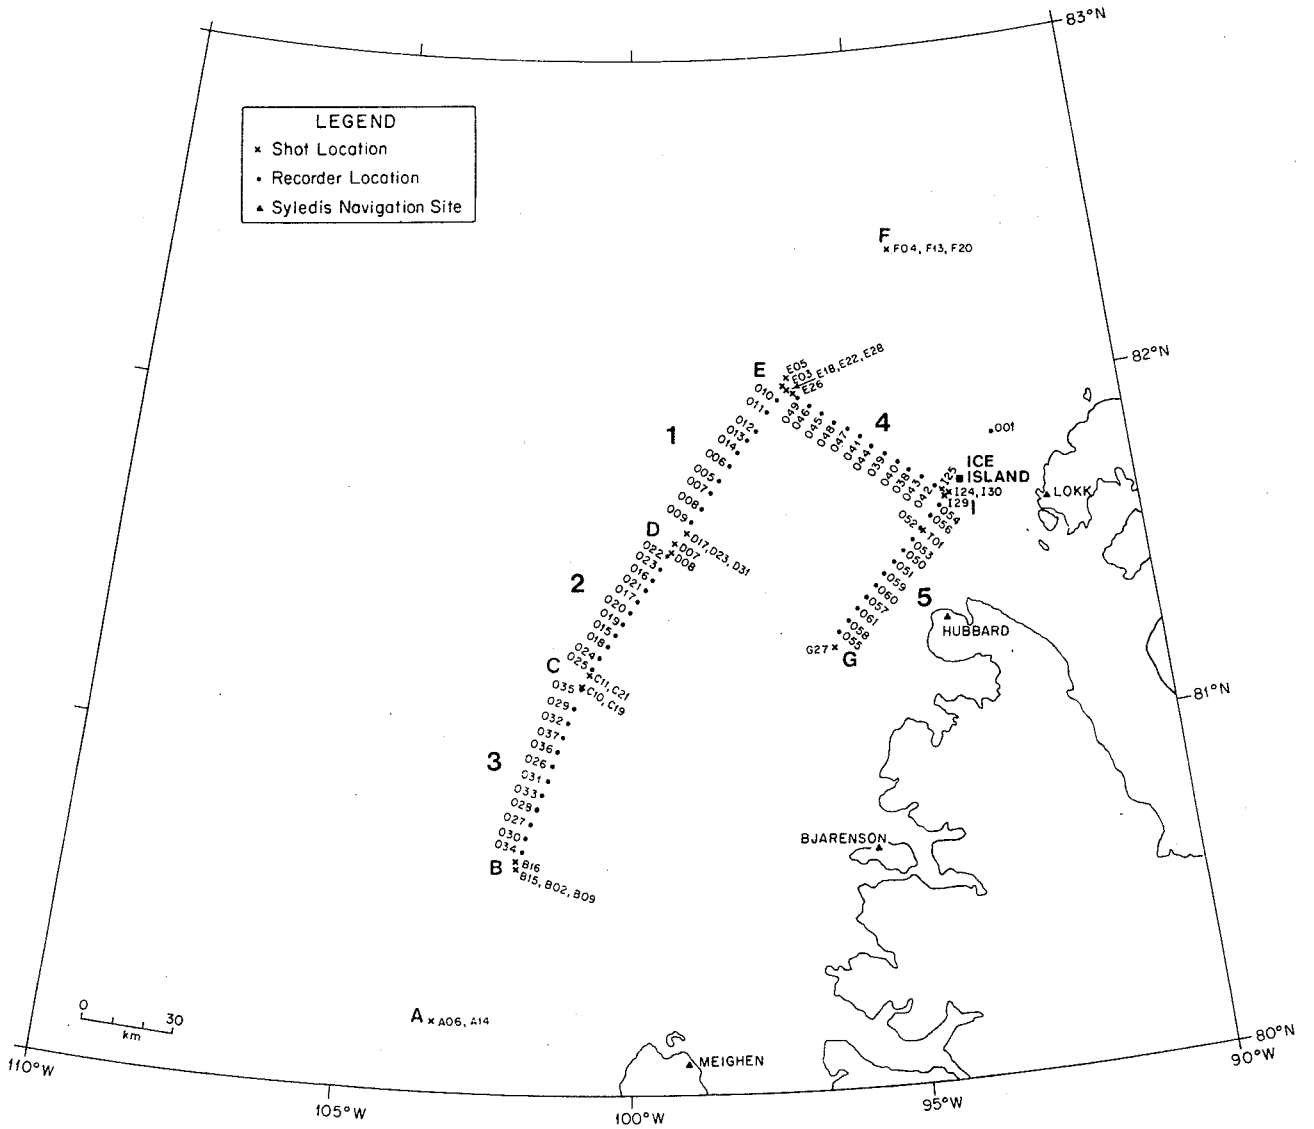 83°N
LEGEND
× Shot Location
• Recorder Location
▲ Syledis Navigation Site
F
F04, F13, F20
82°N
E
E05
E03
E18, E22, E28
E26
010
011
012
013
014
006
005
007
008
009
1
049
046
045
048
047
041
044
039
040
038
043
042
4
001
ICE
ISLAND
I25
I24, I30
I29
I
LOKK
054
056
052
T01
053
050
051
059
060
057
061
058
055
5
G27
G
HUBBARD
D
D17, D23, D31
D07
D08
022
023
016
021
017
020
019
015
018
024
025
2
C
C11, C21
C10, C19
035
029
032
037
036
026
031
033
029
027
030
034
3
81°N
B
B16
B15, B02, B09
BJARENSON
A
A06, A14
0
30
km
MEIGHEN
80°N
110°W
105°W
100°W
95°W
90°W